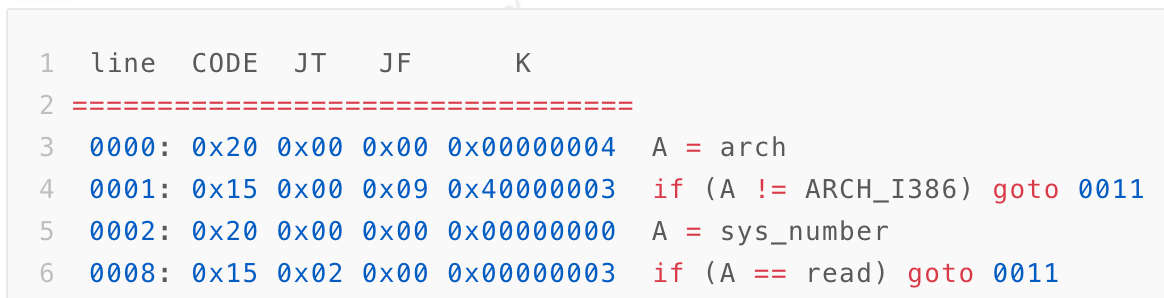 1 line CODE JT JF K
2 =================================
3 0000: 0x20 0x00 0x00 0x00000004 A = arch
4 0001: 0x15 0x00 0x09 0x40000003 if (A != ARCH_I386) goto 0011
5 0002: 0x20 0x00 0x00 0x00000000 A = sys_number
6 0008: 0x15 0x02 0x00 0x00000003 if (A == read) goto 0011